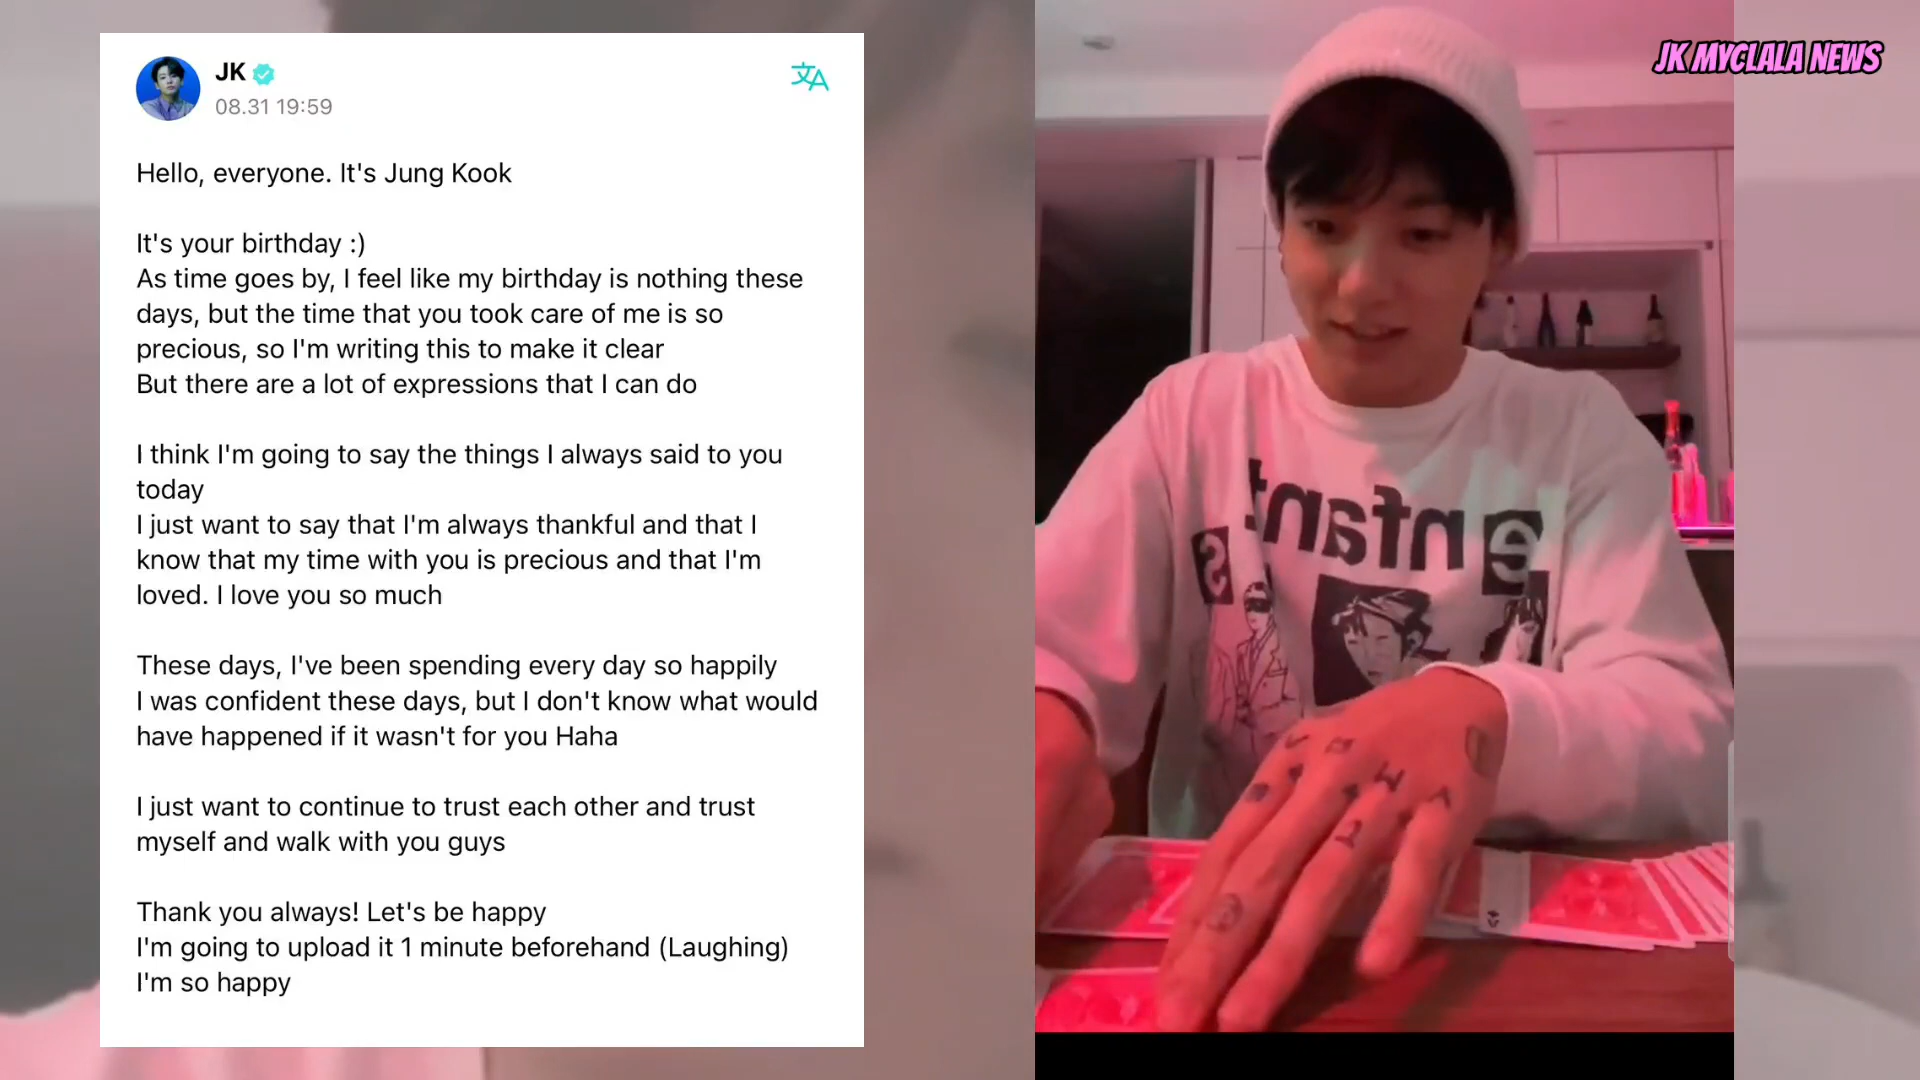 JK
08.31 19:59
Hello, everyone. It's Jung Kook
It's your birthday :)
As time goes by, I feel like my birthday is nothing these
days, but the time that you took care of me is so
precious, so I'm writing this to make it clear
But there are a lot of expressions that I can do
I think I'm going to say the things I always said to you
today
I just want to say that I'm always thankful and that I
know that my time with you is precious and that I'm
loved. I love you so much
These days, I've been spending every day so happily
I was confident these days, but I don't know what would
have happened if it wasn't for you Haha
I just want to continue to trust each other and trust
myself and walk with you guys
Thank you always! Let's be happy
I'm going to upload it 1 minute beforehand (Laughing)
I'm so happy
JK MYCLALA NEWS
enfant
s